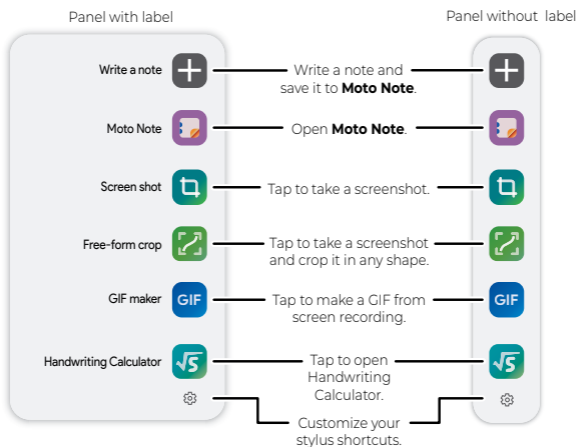 Panel with label
Panel without label
Write a note
Write a note and
save it to Moto Note.
Moto Note
Open Moto Note.
Screen shot
Tap to take a screenshot.
Free-form crop
Tap to take a screenshot
and crop it in any shape.
GIF maker
GIF
Tap to make a GIF from
screen recording.
GIF
Handwriting Calculator
√5
Tap to open
Handwriting
Calculator.
√5
Customize your
stylus shortcuts.